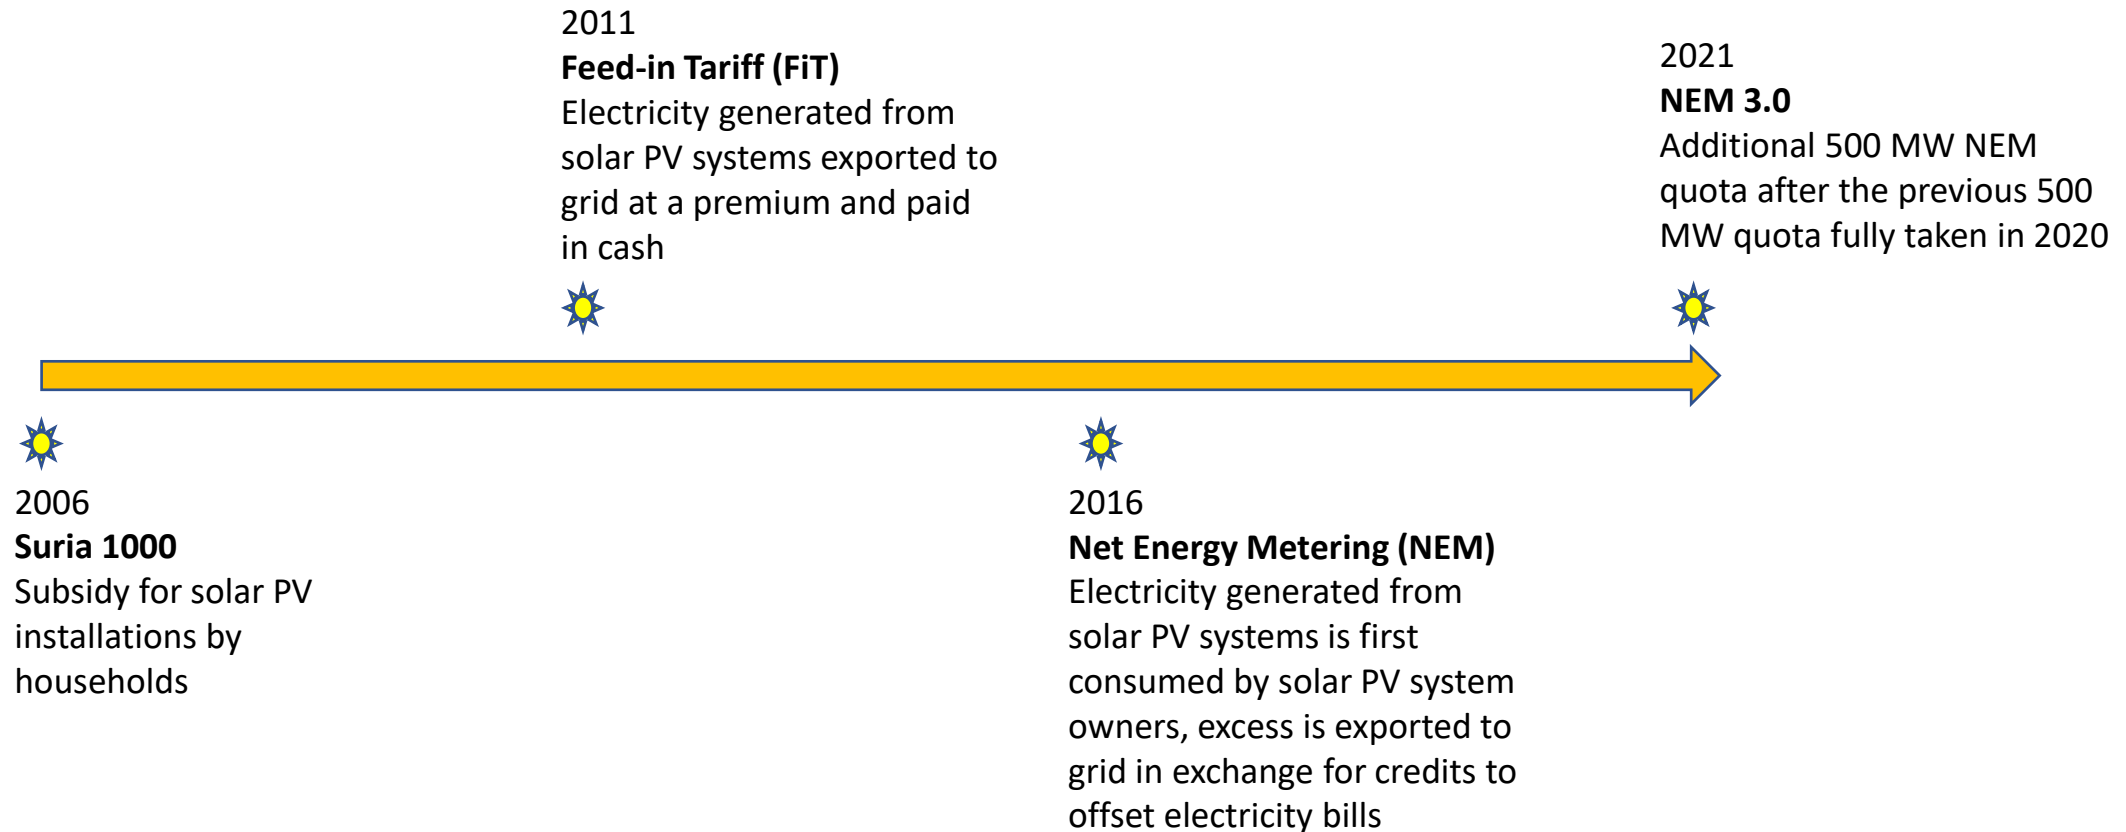 2011
Feed-in Tariff (FiT)
Electricity generated from
solar PV systems exported to
grid at a premium and paid
in cash
2021
NEM 3.0
Additional 500 MW NEM
quota after the previous 500
MW quota fully taken in 2020
2006
Suria 1000
Subsidy for solar PV
installations by
households
2016
Net Energy Metering (NEM)
Electricity generated from
solar PV systems is first
consumed by solar PV system
owners, excess is exported to
grid in exchange for credits to
offset electricity bills